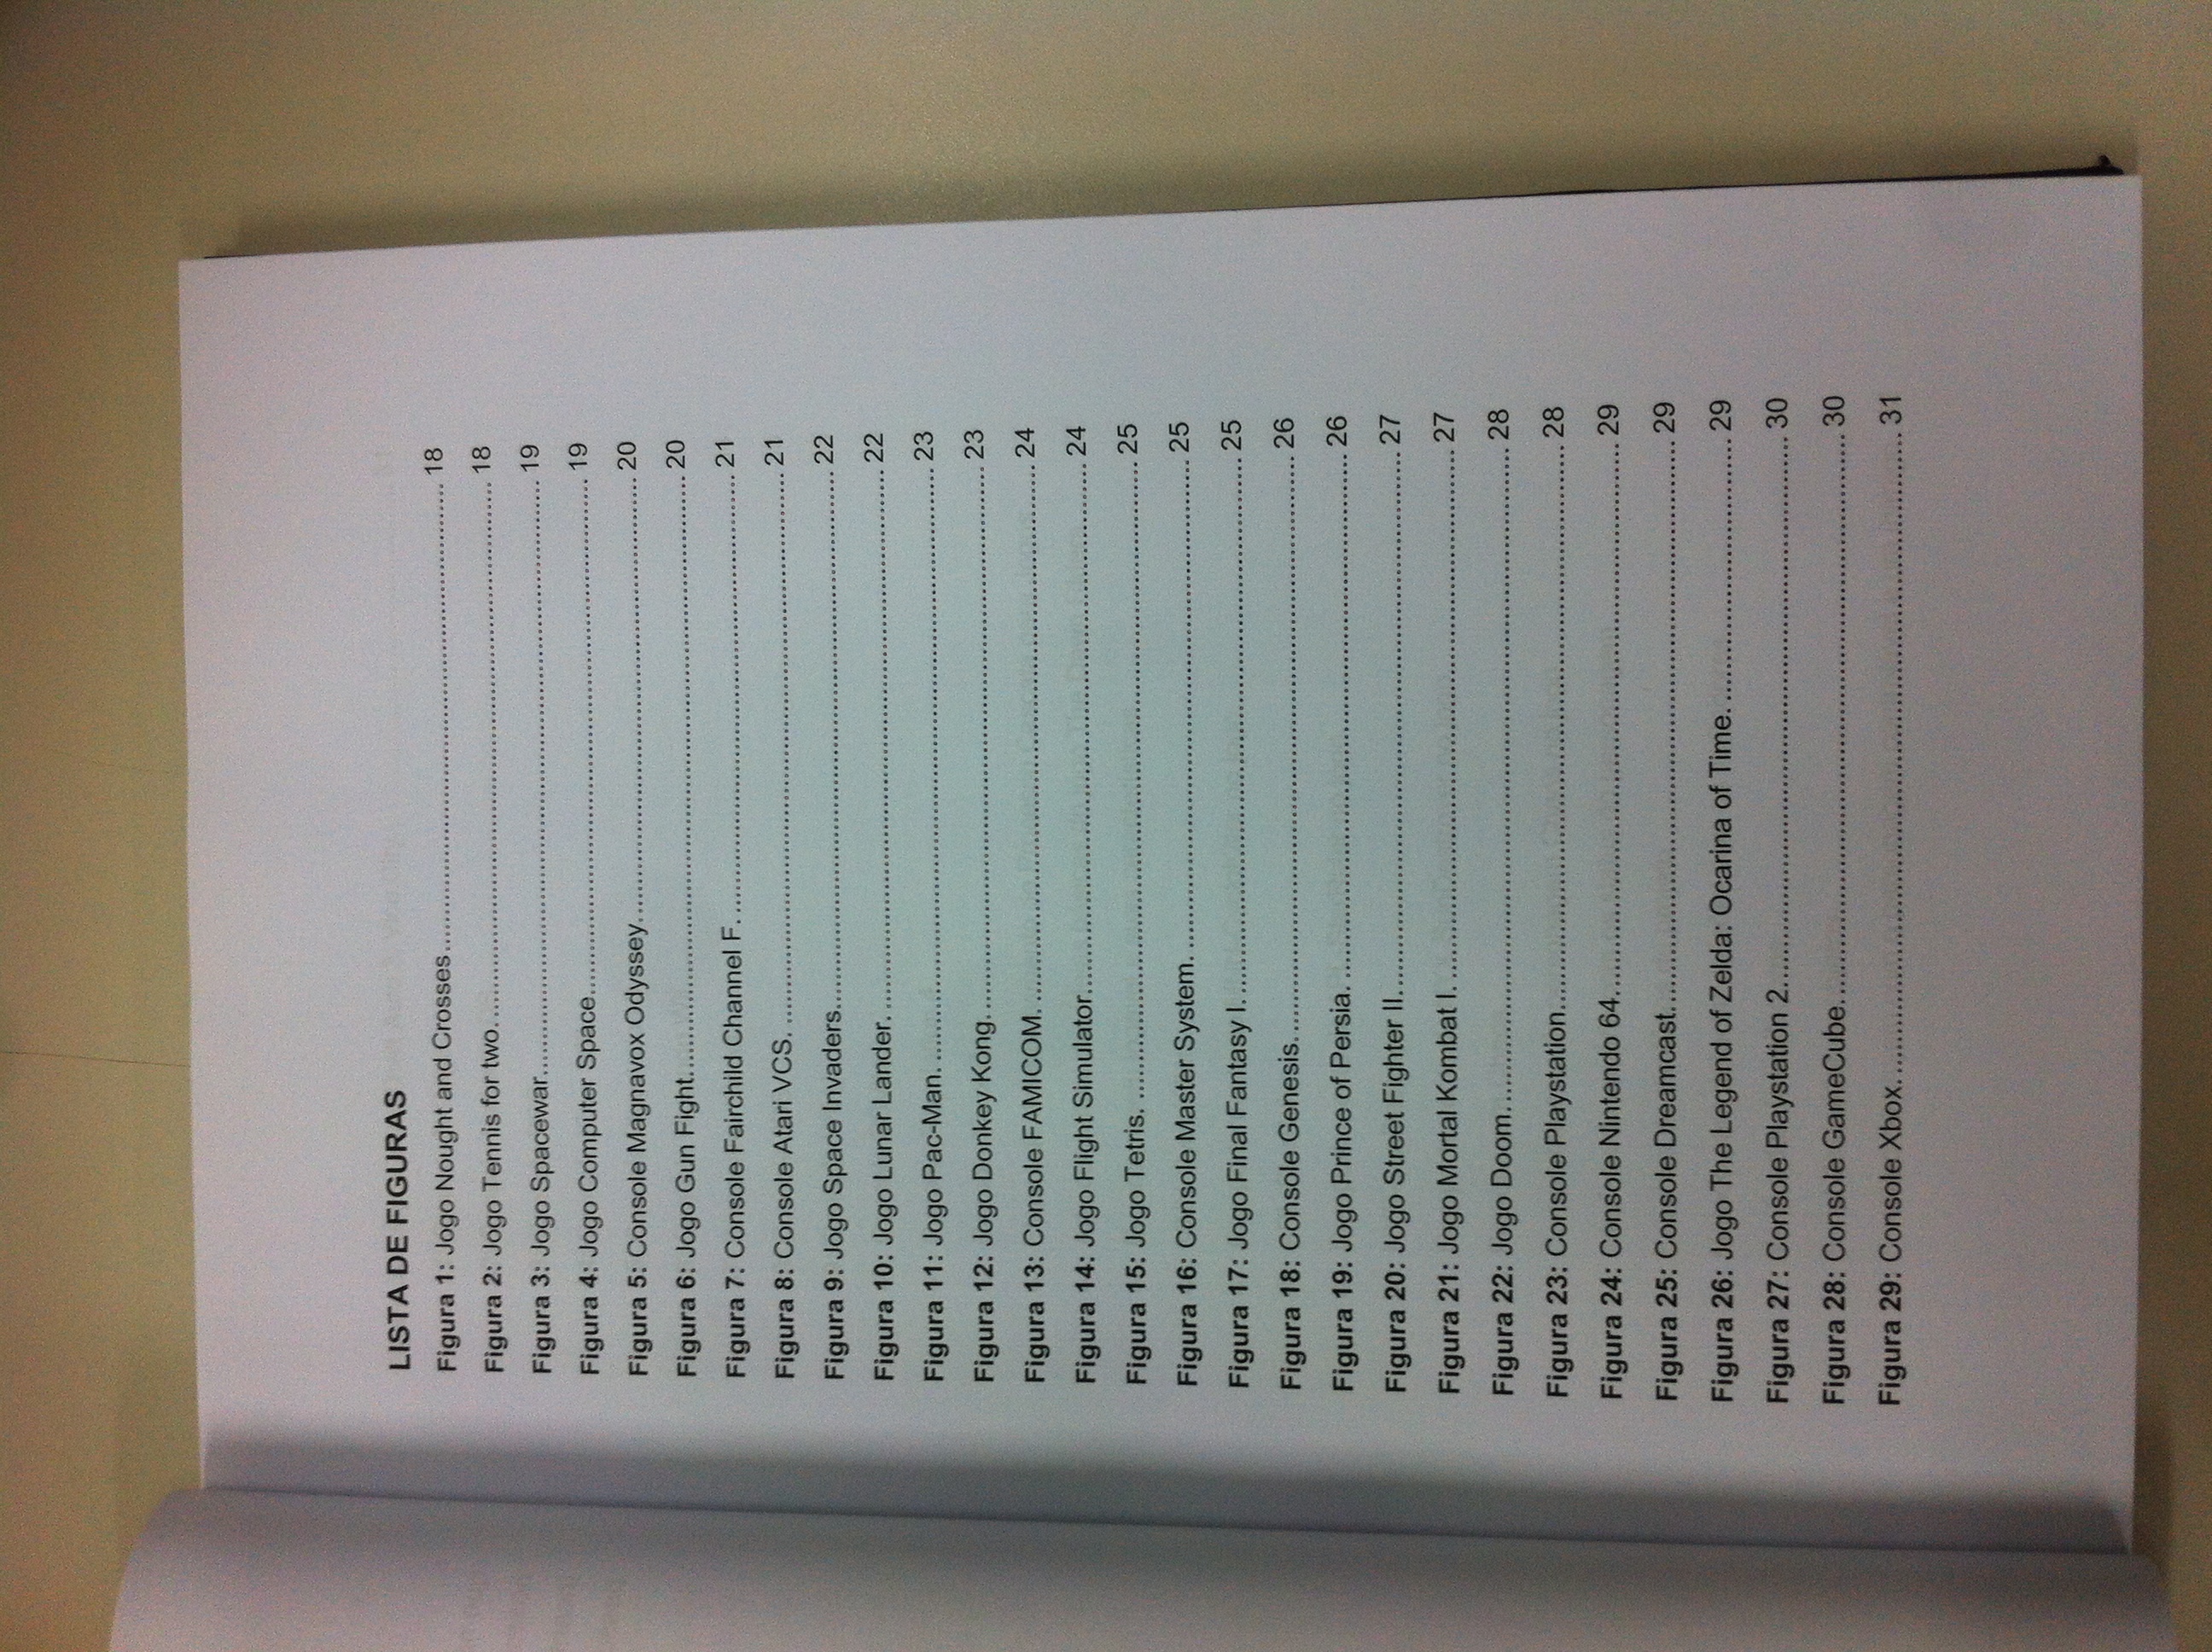 LISTA DE FIGURAS
Figura 1: Jogo Nought and Crosses. 18
Figura 2: Jogo Tennis for two. 18
Figura 3: Jogo Spacewar. 19
Figura 4: Jogo Computer Space. 19
Figura 5: Console Magnavox Odyssey. 20
Figura 6: Jogo Gun Fight. 20
Figura 7: Console Fairchild Channel F. 21
Figura 8: Console Atari VCS. 21
Figura 9: Jogo Space Invaders. 22
Figura 10: Jogo Lunar Lander. 22
Figura 11: Jogo Pac-Man. 23
Figura 12: Jogo Donkey Kong. 23
Figura 13: Console FAMICOM. 24
Figura 14: Jogo Flight Simulator. 24
Figura 15: Jogo Tetris. 25
Figura 16: Console Master System. 25
Figura 17: Jogo Final Fantasy I. 25
Figura 18: Console Genesis. 26
Figura 19: Jogo Prince of Persia. 26
Figura 20: Jogo Street Fighter II. 27
Figura 21: Jogo Mortal Kombat I. 27
Figura 22: Jogo Doom. 28
Figura 23: Console Playstation. 28
Figura 24: Console Nintendo 64. 29
Figura 25: Console Dreamcast. 29
Figura 26: Jogo The Legend of Zelda: Ocarina of Time. 29
Figura 27: Console Playstation 2. 30
Figura 28: Console GameCube. 30
Figura 29: Console Xbox. 31